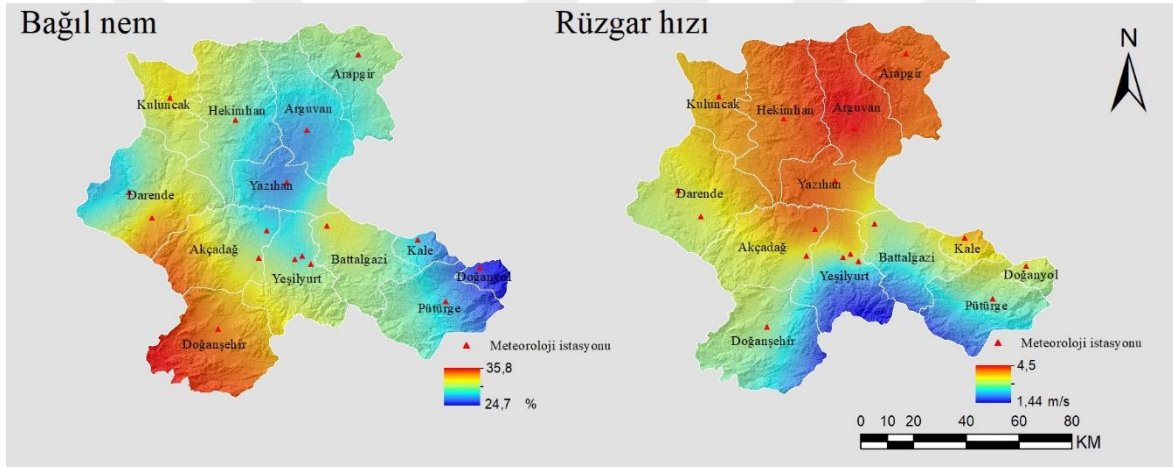 Bağıl nem
Arapgir
Kuluncak
Hekimhan
Arguvan
Darende
Yazıhan
Akçadağ
Yeşilyurt
Battalgazi
Kale
Doğanyol
Pütürge
Doğanşehir
Meteoroloji istasyonu
35,8
24,7 %
Rüzgar hızı
N
Arapgir
Kuluncak
Hekimhan
Arguvan
Darende
Yazıhan
Akçadağ
Yeşilyurt
Battalgazi
Kale
Doğanyol
Pütürge
Doğanşehir
Meteoroloji istasyonu
4,5
1,44 m/s
0 10 20 40 60 80
KM